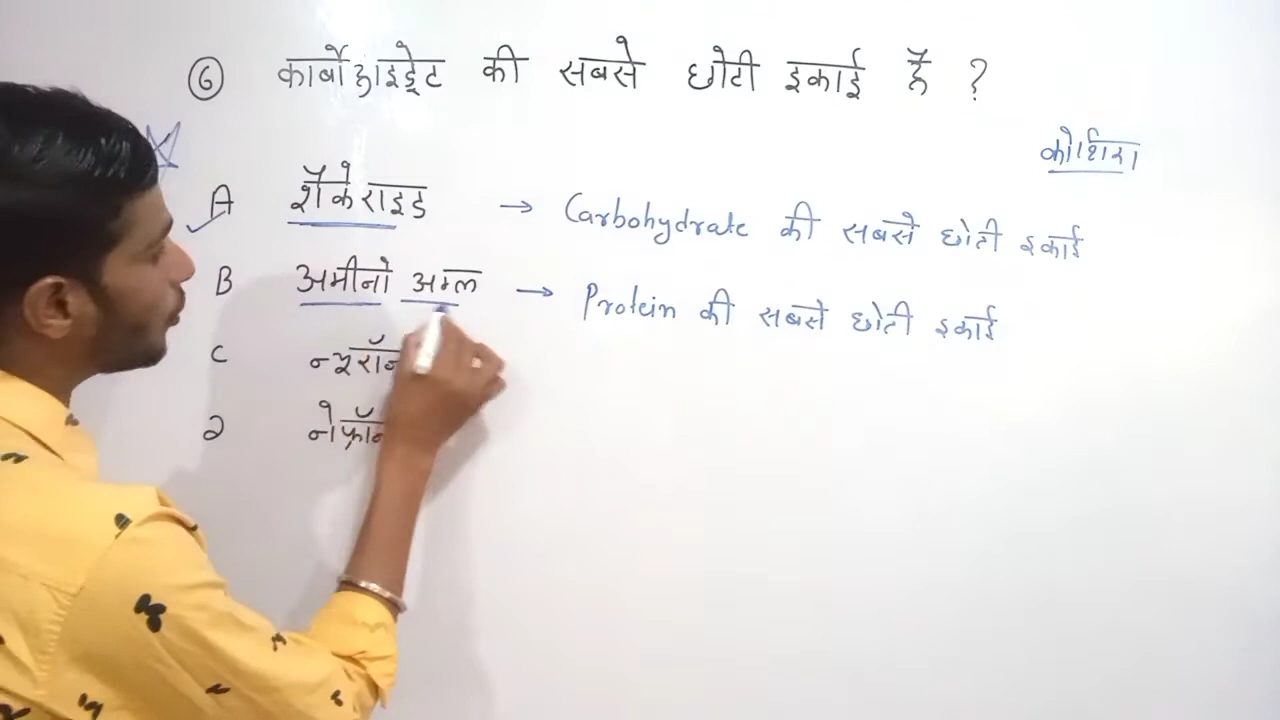 ⑥ कार्बोहाइड्रेट की सबसे छोटी इकाई है ?
कोशिका
A शैकेराइड → Carbohydrate की सबसे छोटी इकाई
B अमीनो अम्ल → Protein की सबसे छोटी इकाई
C
D